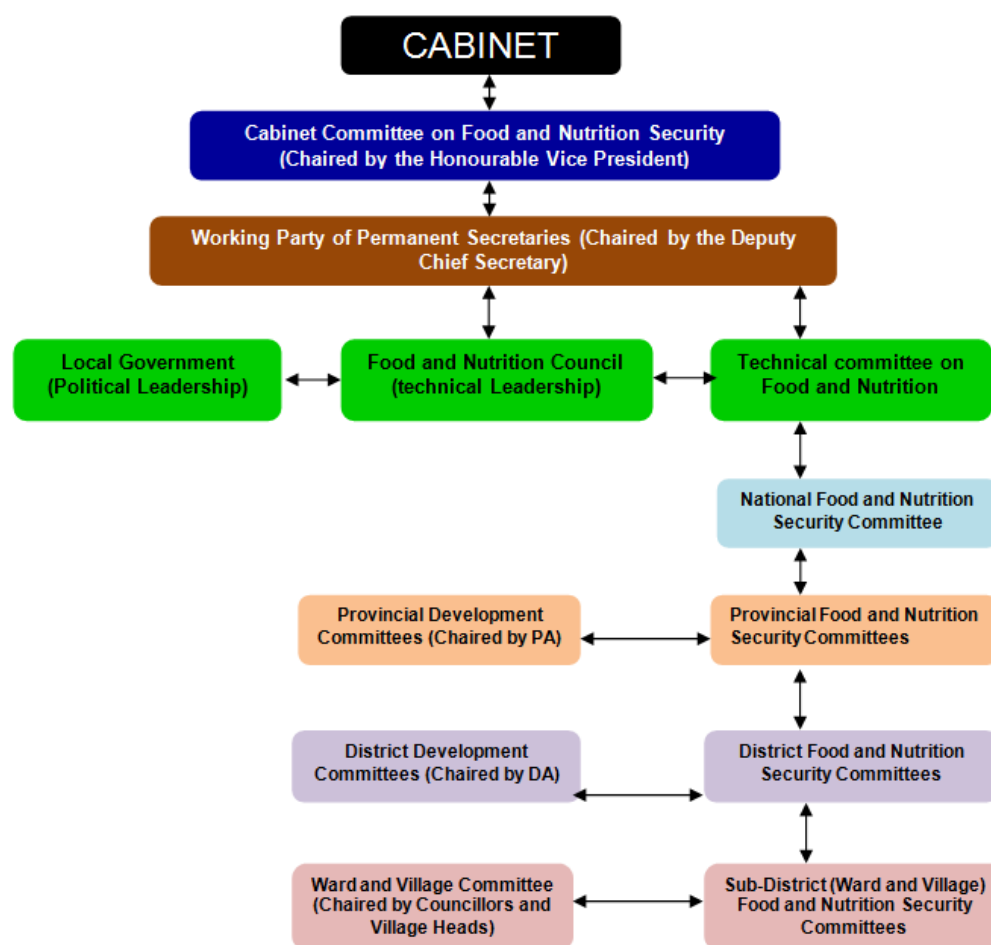 CABINET
Cabinet Committee on Food and Nutrition Security
(Chaired by the Honourable Vice President)
Working Party of Permanent Secretaries (Chaired by the Deputy
Chief Secretary)
Local Government
(Political Leadership)
Food and Nutrition Council
(technical Leadership)
Technical committee on
Food and Nutrition
National Food and Nutrition
Security Committee
Provincial Development
Committees (Chaired by PA)
Provincial Food and Nutrition
Security Committees
District Development
Committees (Chaired by DA)
District Food and Nutrition
Security Committees
Ward and Village Committee
(Chaired by Councillors and
Village Heads)
Sub-District (Ward and Village)
Food and Nutrition Security
Committees